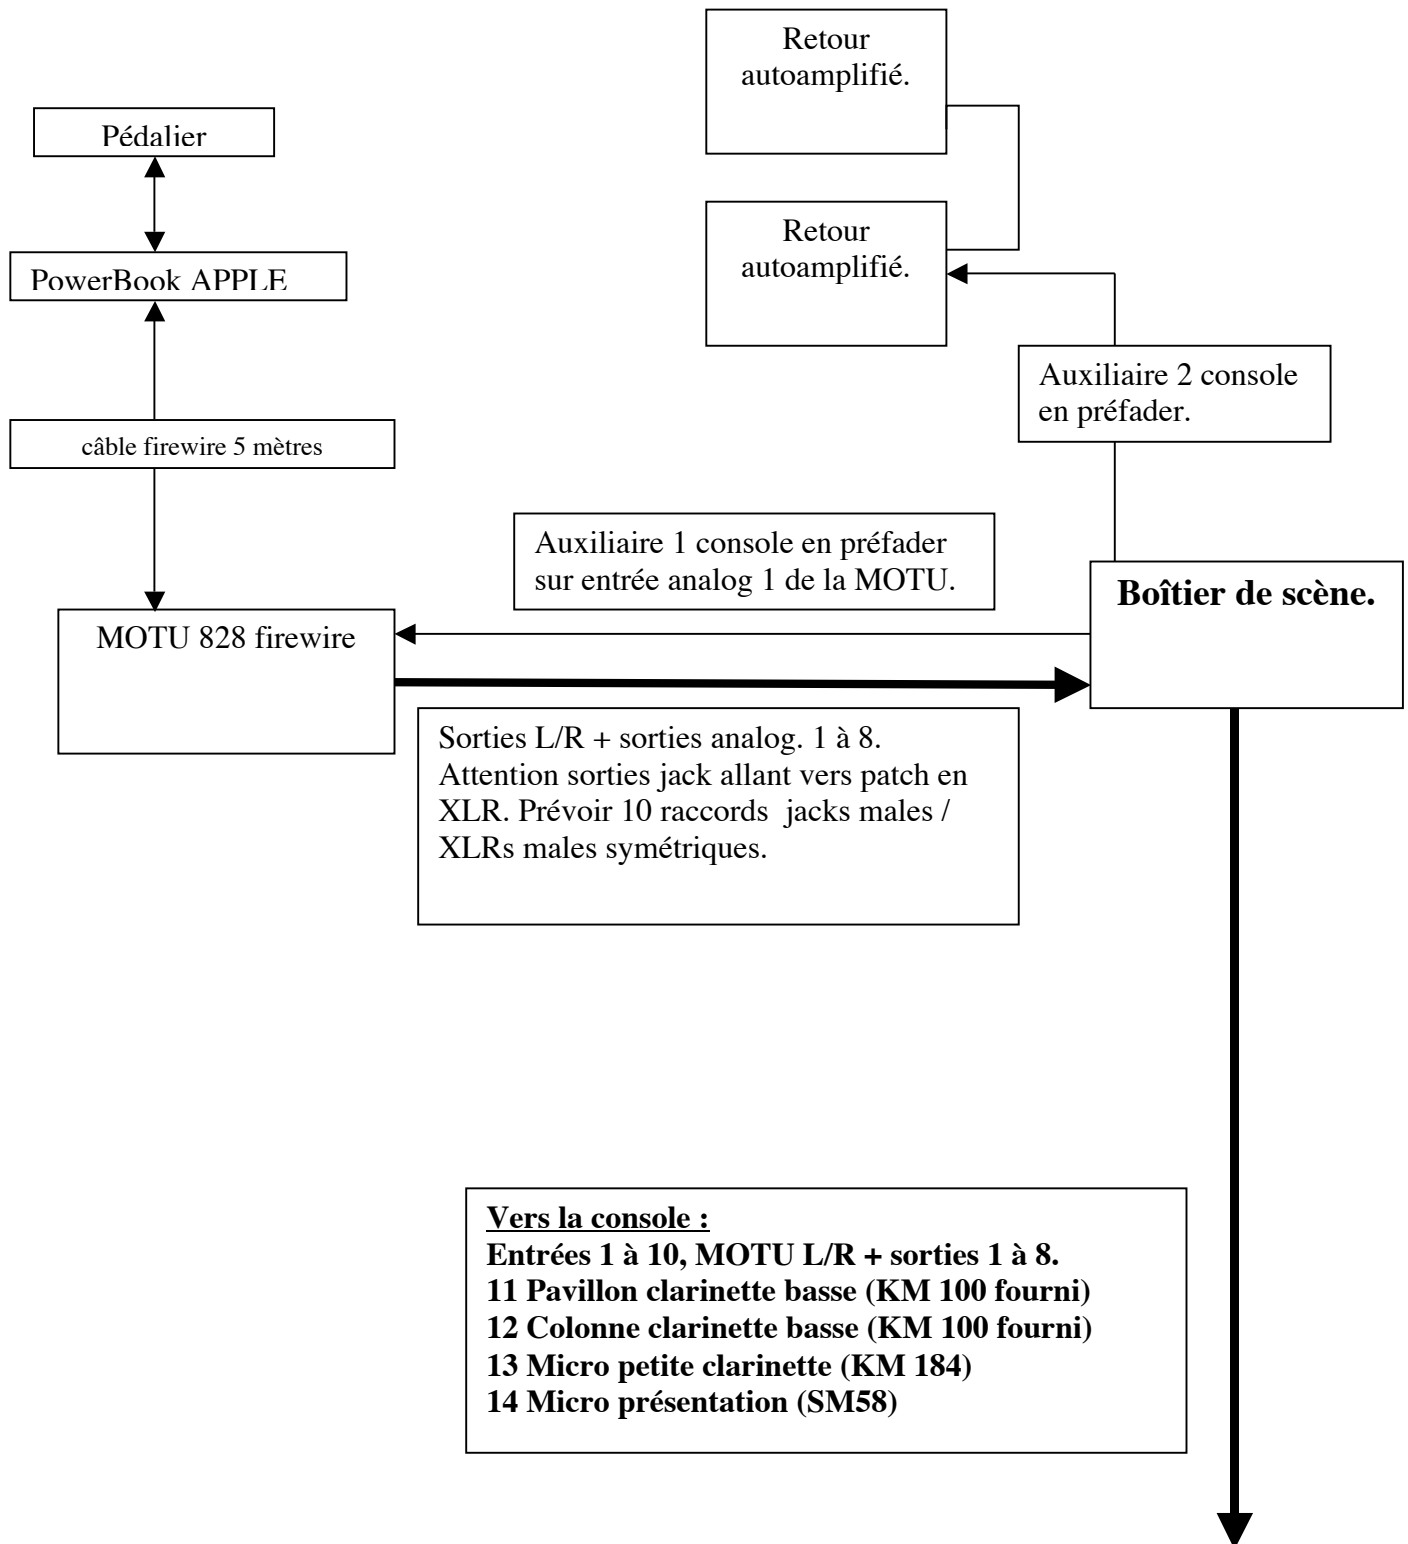 Retour
autoamplifié.
Pédalier
Retour
autoamplifié.
PowerBook APPLE
Auxiliaire 2 console
en préfader.
câble firewire 5 mètres
Auxiliaire 1 console en préfader
sur entrée analog 1 de la MOTU.
Boîtier de scène.
MOTU 828 firewire
Sorties L/R + sorties analog. 1 à 8.
Attention sorties jack allant vers patch en
XLR. Prévoir 10 raccords  jacks males /
XLRs males symétriques.
Vers la console :
Entrées 1 à 10, MOTU L/R + sorties 1 à 8.
11 Pavillon clarinette basse (KM 100 fourni)
12 Colonne clarinette basse (KM 100 fourni)
13 Micro petite clarinette (KM 184)
14 Micro présentation (SM58)